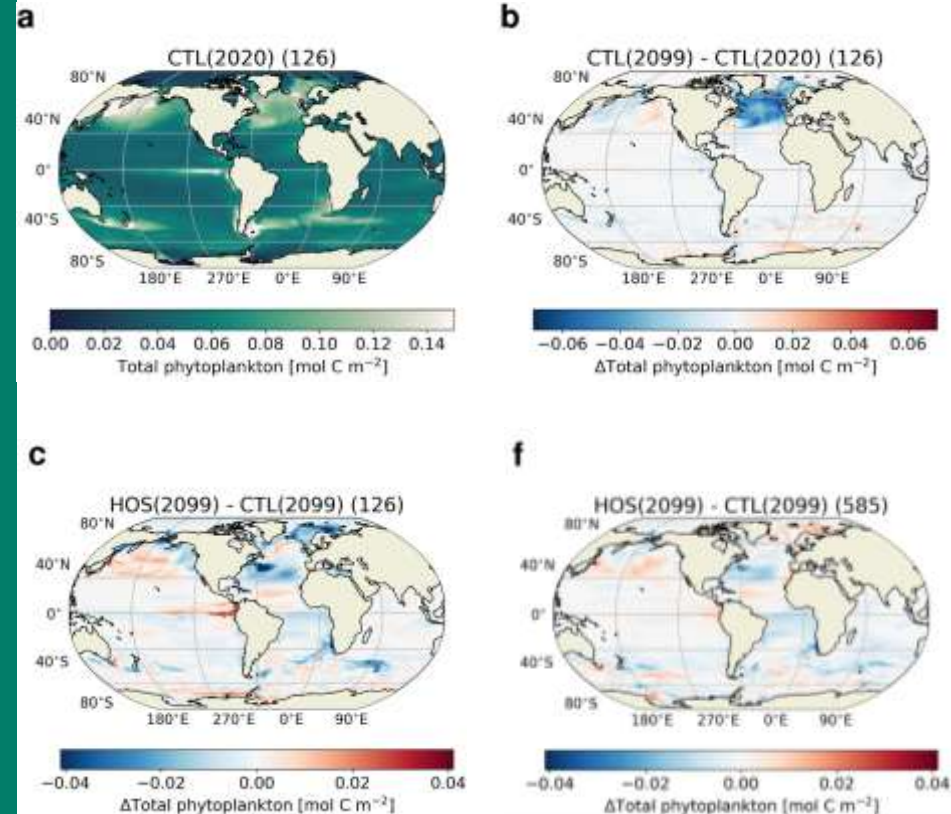 a
CTL(2020) (126)
80°N
40°N
0°
40°S
80°S
180°E 270°E 0°E 90°E
0.00 0.02 0.04 0.06 0.08 0.10 0.12 0.14
Total phytoplankton [mol C m⁻²]
b
CTL(2099) - CTL(2020) (126)
80°N
40°N
0°
40°S
80°S
180°E 270°E 0°E 90°E
−0.06 −0.04 −0.02 0.00 0.02 0.04 0.06
ΔTotal phytoplankton [mol C m⁻²]
c
HOS(2099) - CTL(2099) (126)
80°N
40°N
0°
40°S
80°S
180°E 270°E 0°E 90°E
−0.04 −0.02 0.00 0.02 0.04
ΔTotal phytoplankton [mol C m⁻²]
f
HOS(2099) - CTL(2099) (585)
80°N
40°N
0°
40°S
80°S
180°E 270°E 0°E 90°E
−0.04 −0.02 0.00 0.02 0.04
ΔTotal phytoplankton [mol C m⁻²]